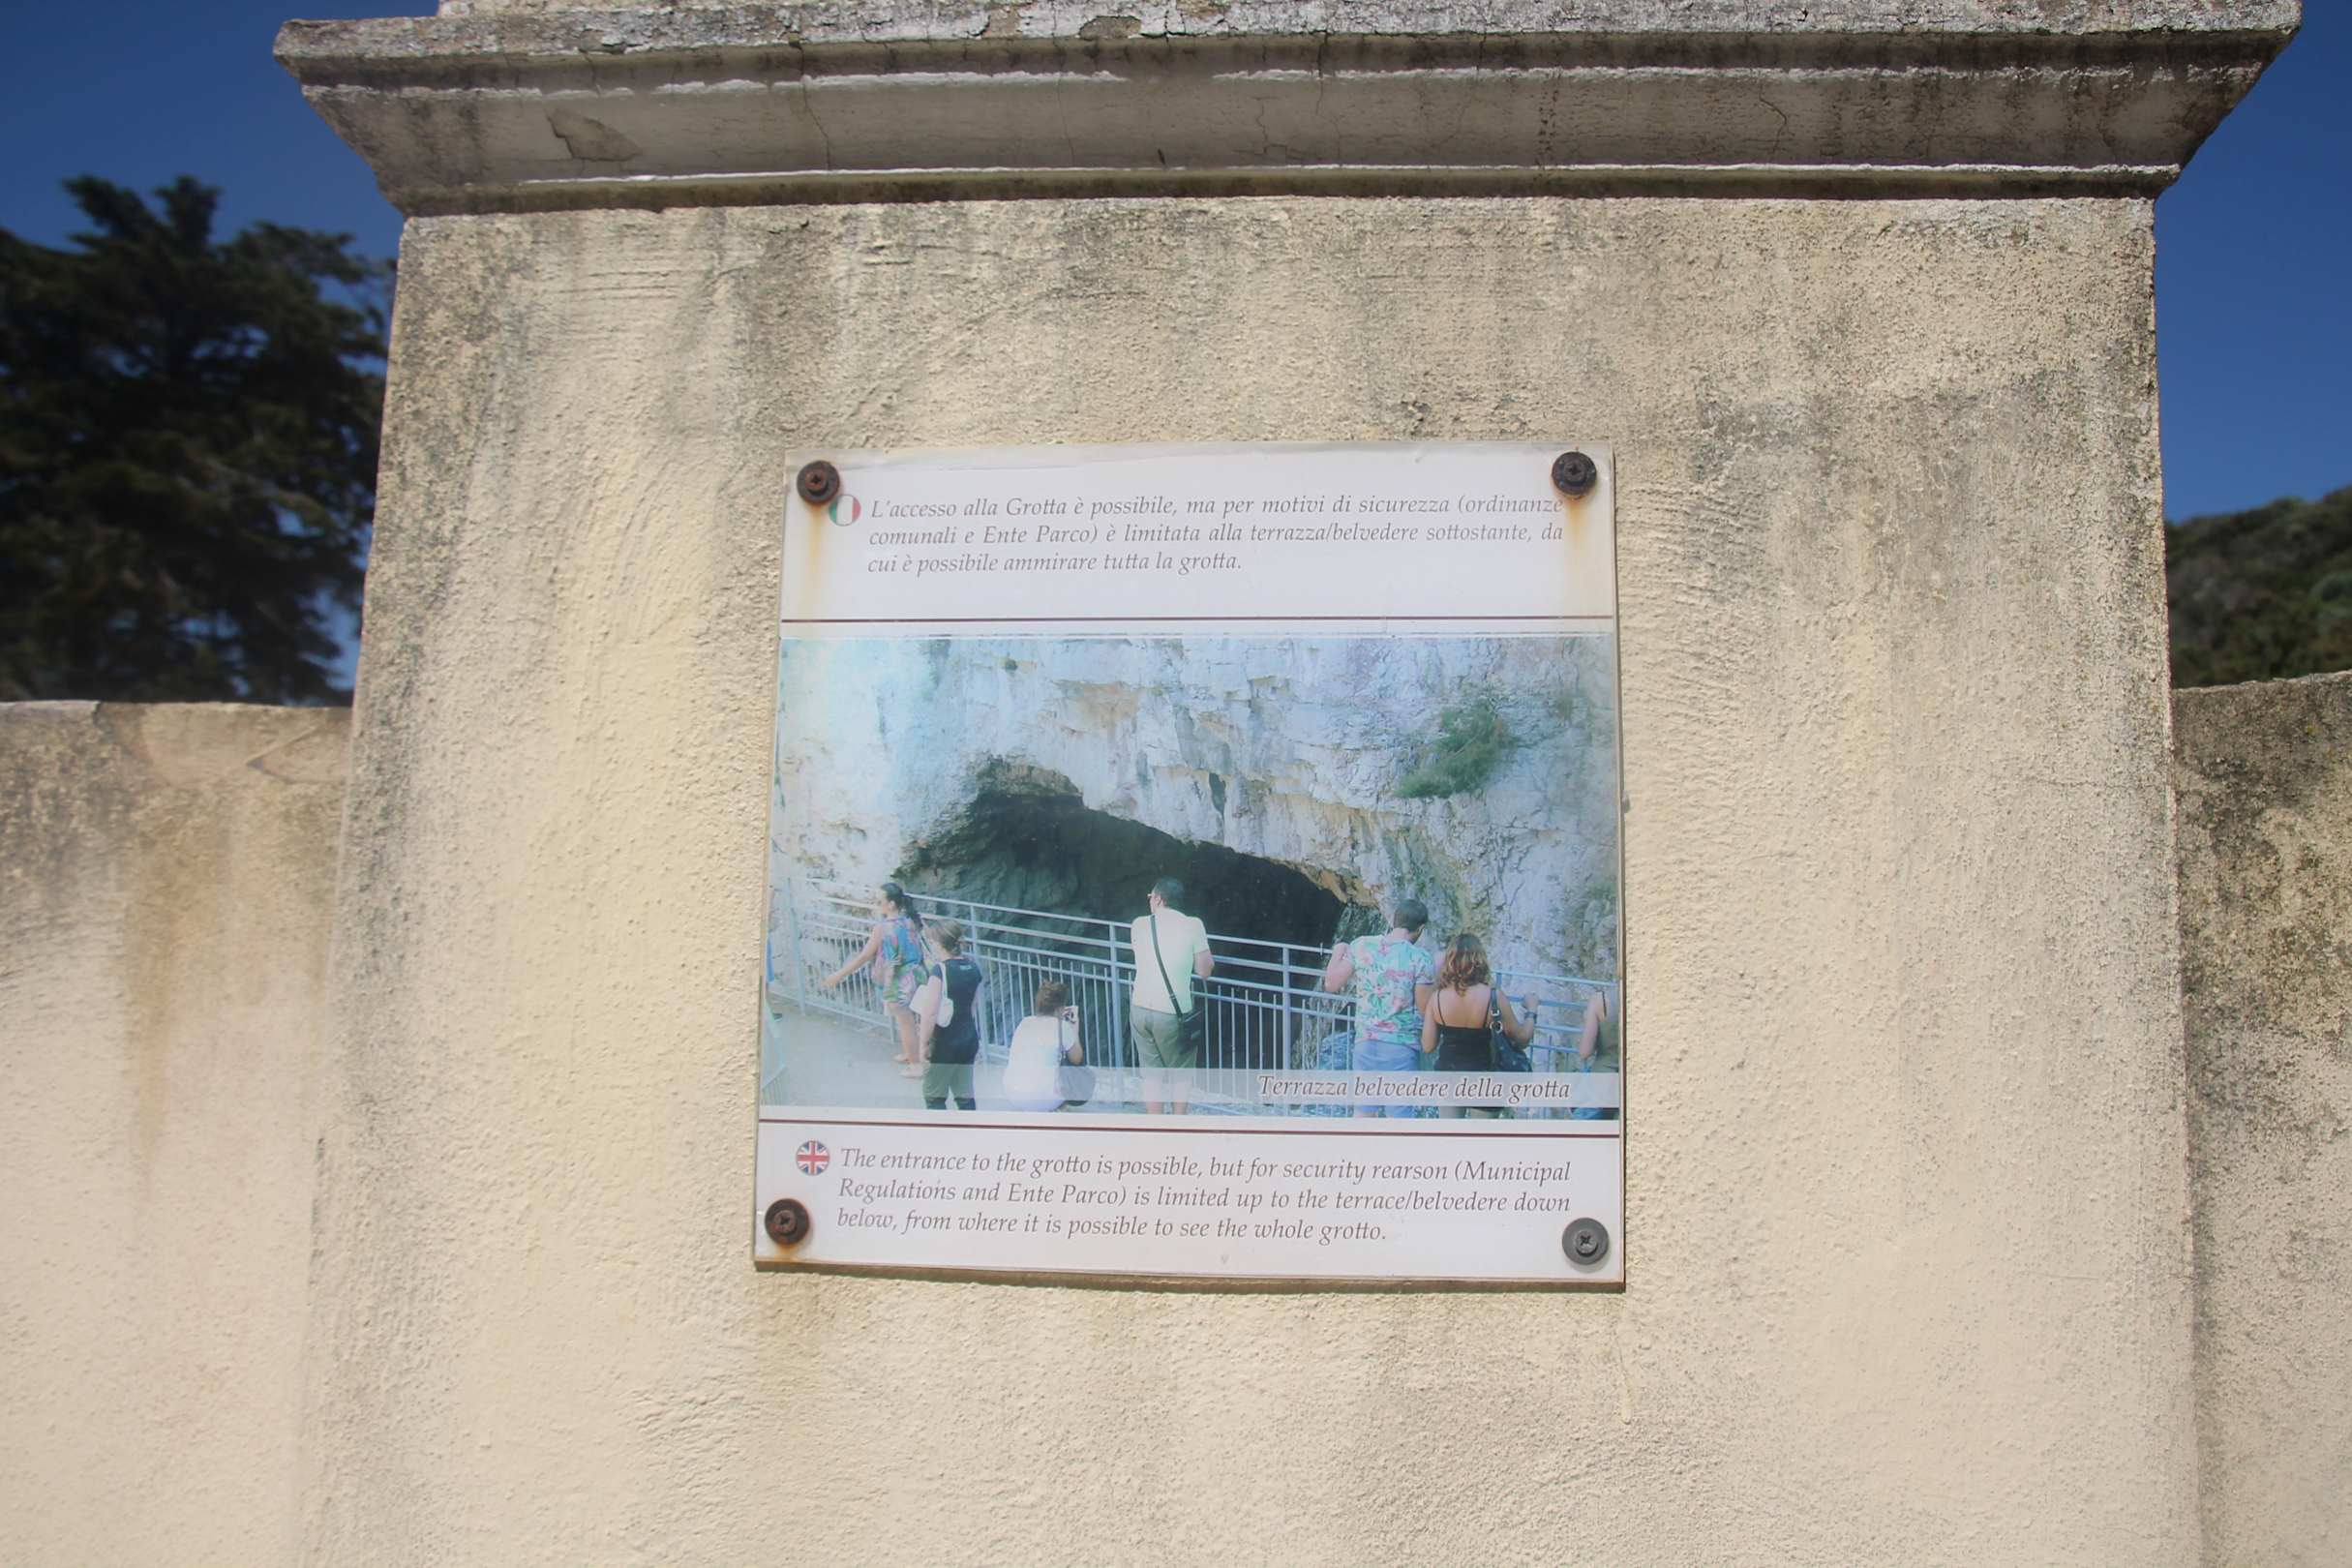 L'accesso alla Grotta è possibile, ma per motivi di sicurezza (ordinanze
comunali e Ente Parco) è limitata alla terrazza/belvedere sottostante, da
cui è possibile ammirare tutta la grotta.
Terrazza belvedere della grotta
The entrance to the grotto is possible, but for security rearson (Municipal
Regulations and Ente Parco) is limited up to the terrace/belvedere down
below, from where it is possible to see the whole grotto.